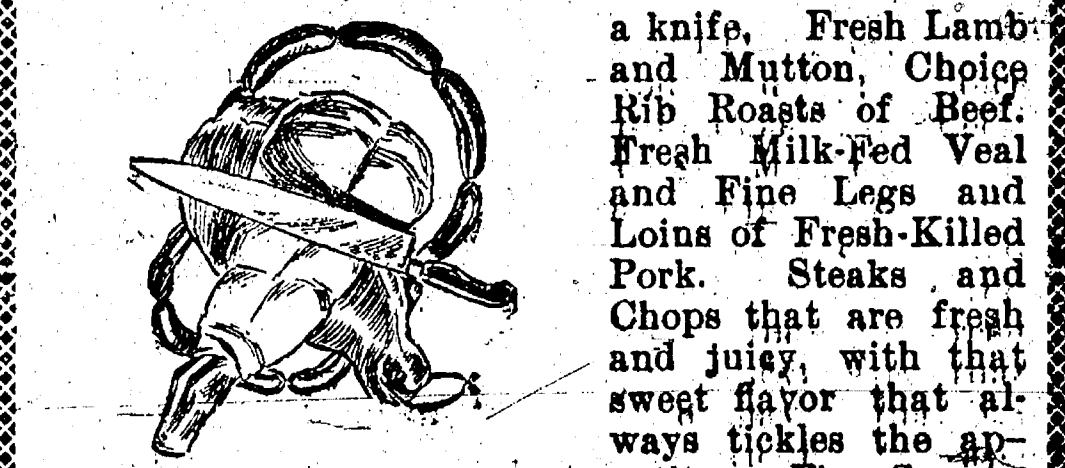 a knife, Fresh Lamb
and Mutton, Choice
Rib Roasts of Beef.
Fresh Milk-Fed Veal
and Fine Legs and
Loins of Fresh-Killed
Pork. Steaks and
Chops that are fresh
and juicy, with that
sweet flavor that al-
ways tickles the ap-